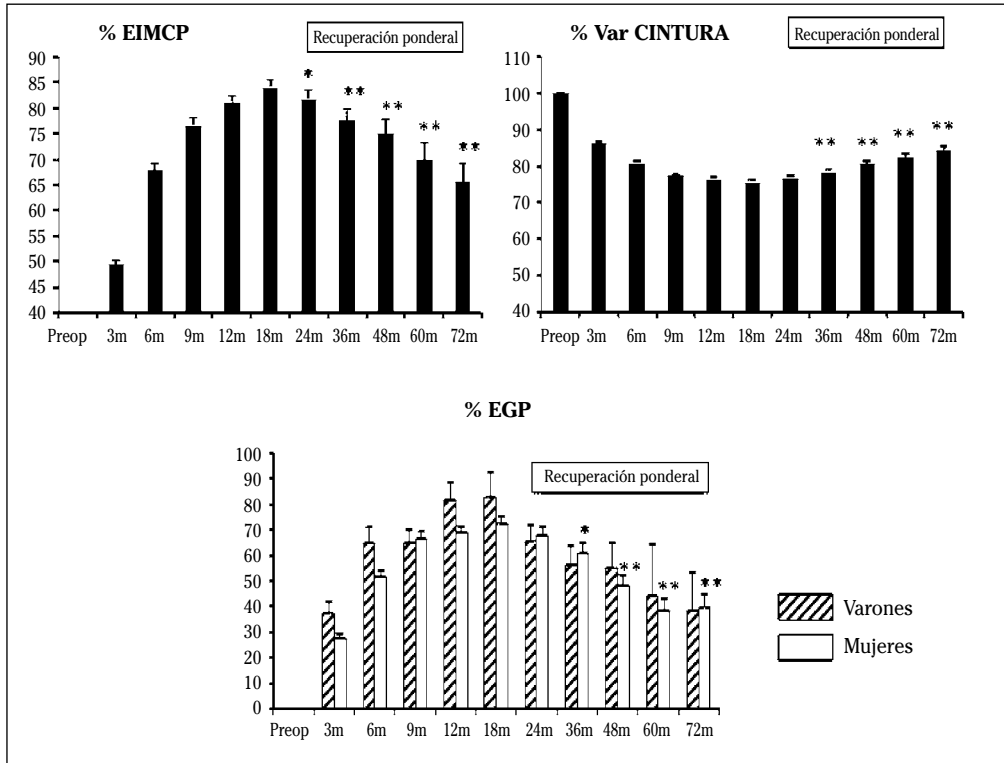 % EIMCP
Recuperación ponderal
90
85
80
75
70
65
60
55
50
45
40
* ** ** ** **
Preop 3m 6m 9m 12m 18m 24m 36m 48m 60m 72m
% Var CINTURA
Recuperación ponderal
110
100
90
80
70
60
50
40
** ** ** **
Preop 3m 6m 9m 12m 18m 24m 36m 48m 60m 72m
% EGP
Recuperación ponderal
100
90
80
70
60
50
40
30
20
10
0
* ** ** **
Preop 3m 6m 9m 12m 18m 24m 36m 48m 60m 72m
Varones
Mujeres